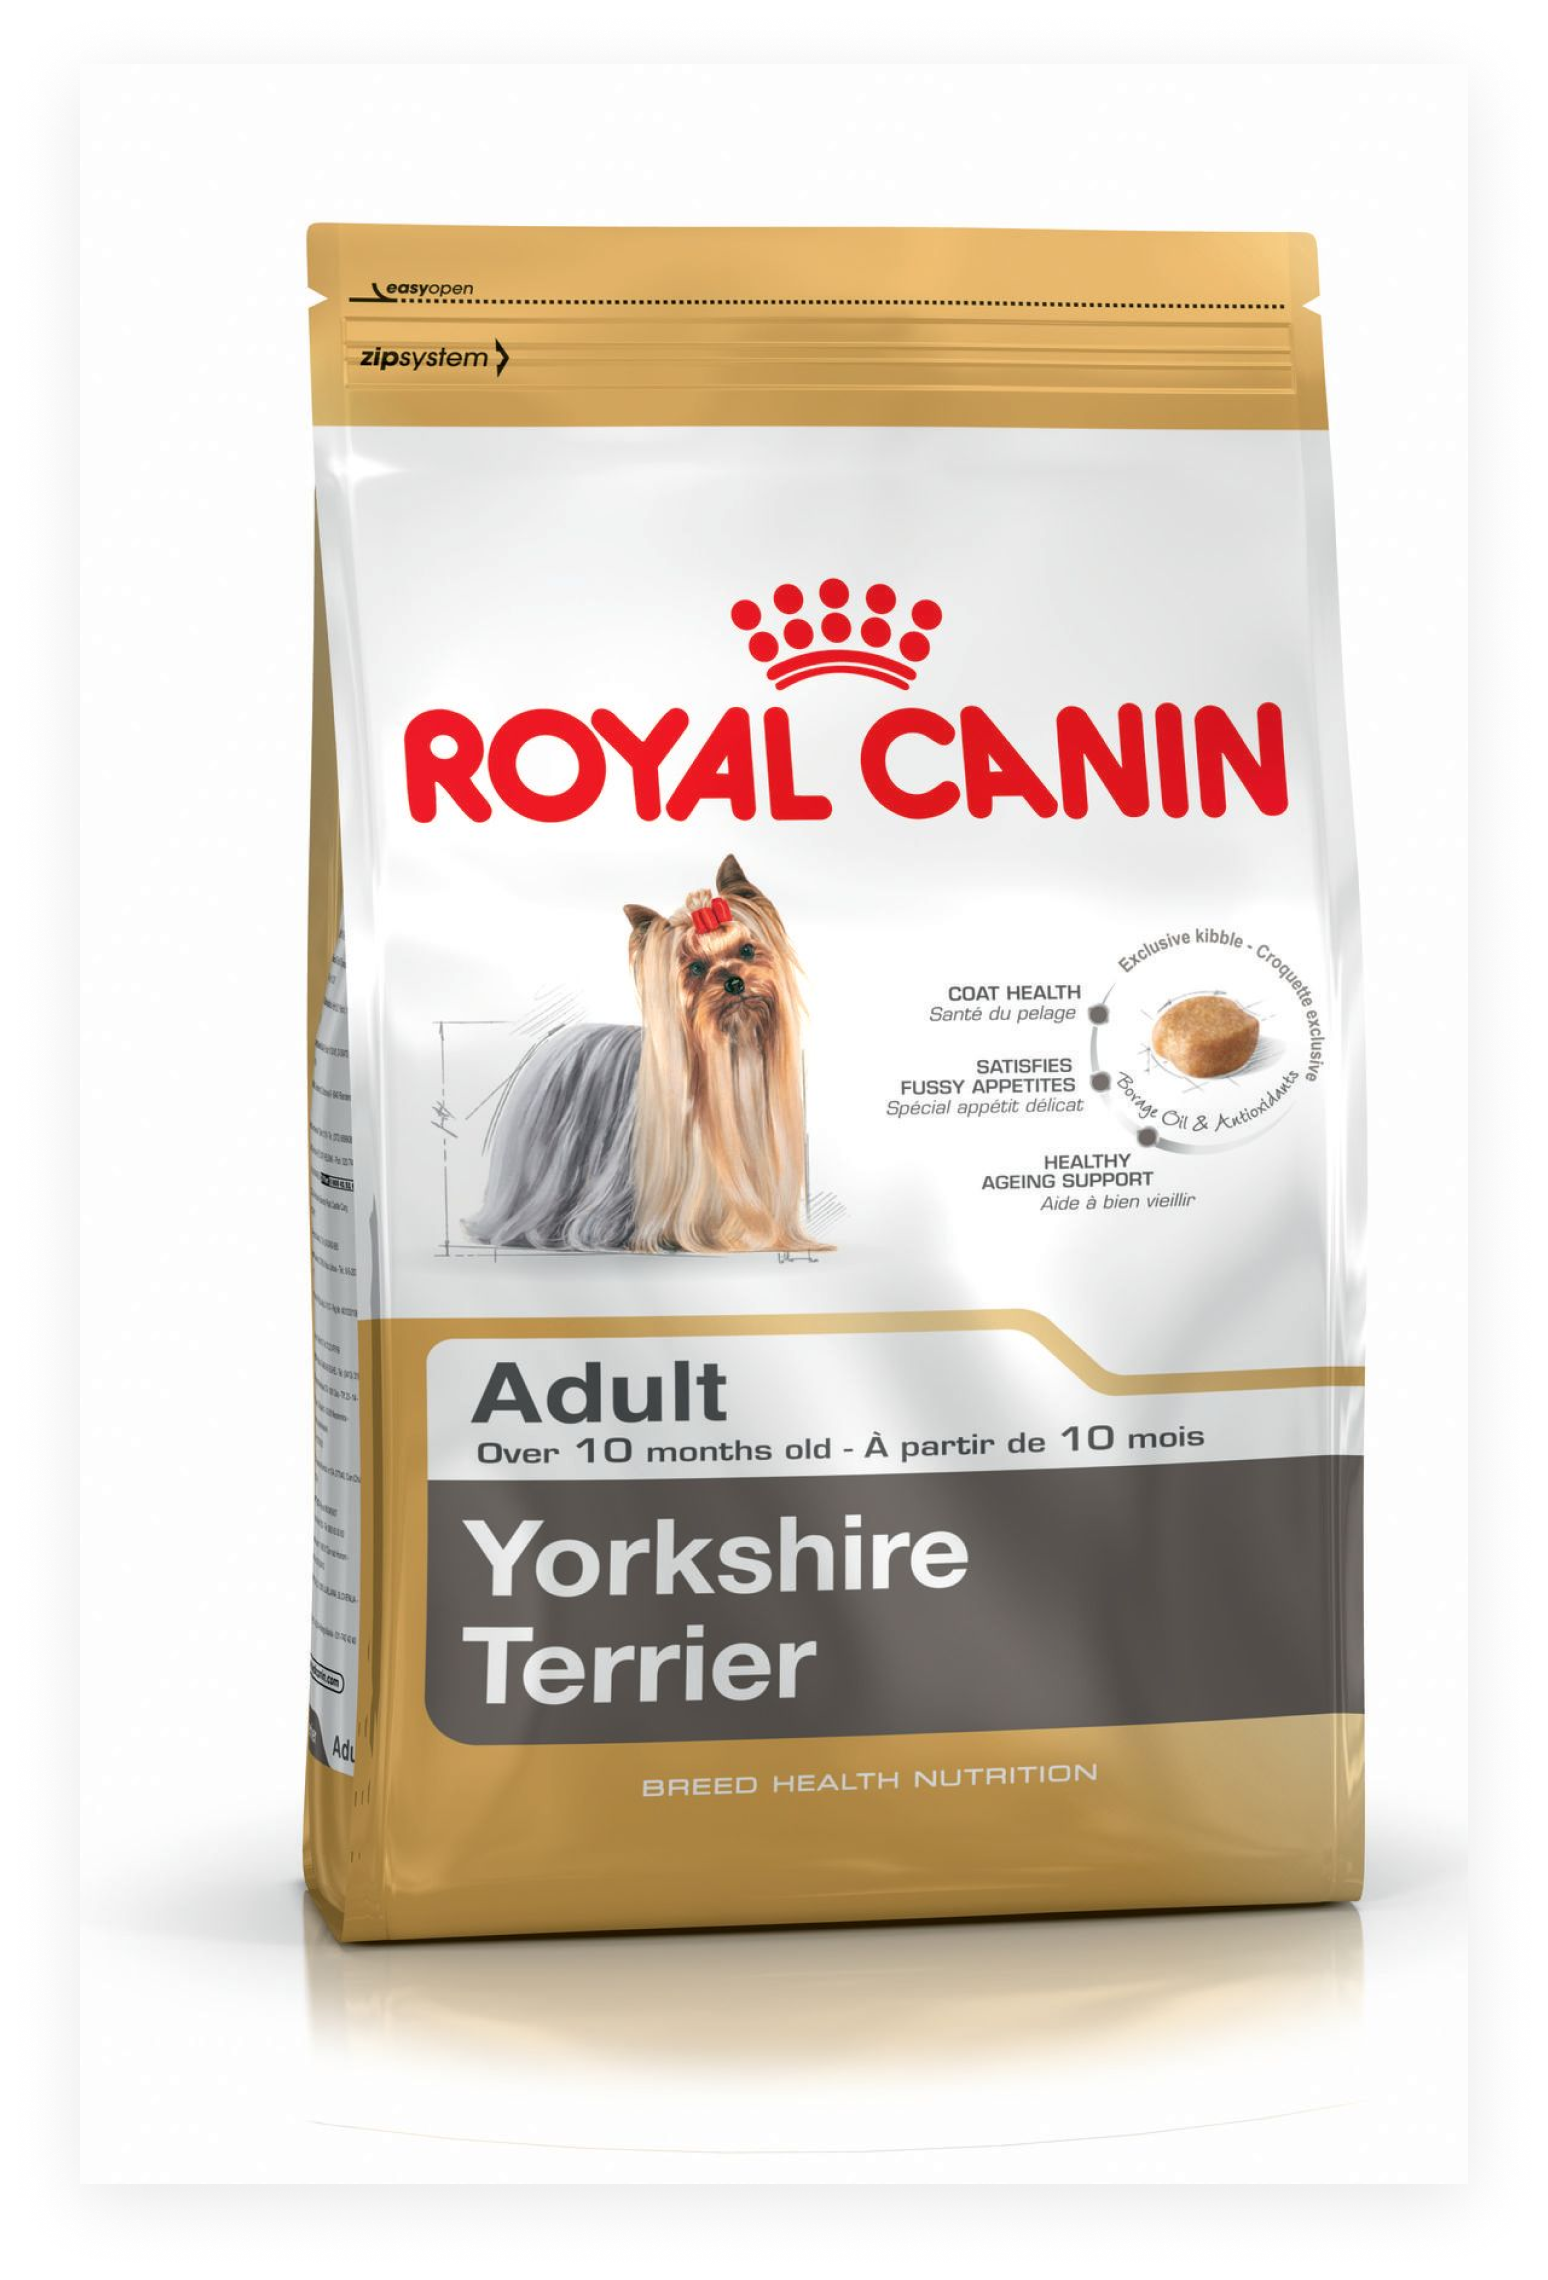 easyopen
zipsystem
ROYAL CANIN
Exclusive kibble - Croquette exclusive
COAT HEALTH
Santé du pelage
SATISFIES
FUSSY APPETITES
Spécial appétit délicat
Borage Oil & Antioxidants
HEALTHY
AGEING SUPPORT
Aide à bien vieillir
Adult
Over 10 months old - À partir de 10 mois
Yorkshire
Terrier
BREED HEALTH NUTRITION